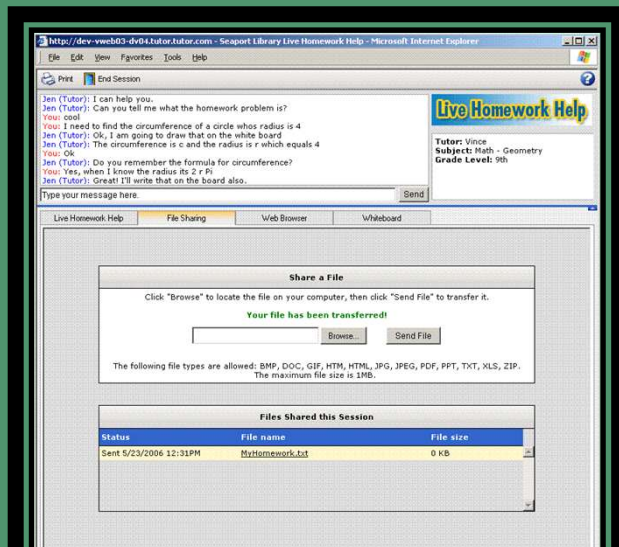 http://dev-vweb03-dv04.tutor.tutor.com - Seaport Library Live Homework Help - Microsoft Internet Explorer
File Edit View Favorites Tools Help
Print End Session
Jen (Tutor): I can help you.
Jen (Tutor): Can you tell me what the homework problem is?
You: cool
You: I need to find the circumference of a circle whos radius is 4
Jen (Tutor): Ok, I am going to draw that on the white board
Jen (Tutor): The circumference is c and the radius is r which equals 4
You: Ok
Jen (Tutor): Do you remember the formula for circumference?
You: Yes, when I know the radius its 2 r Pi
Jen (Tutor): Great! I'll write that on the board also.
Type your message here. Send
Live Homework Help
Tutor: Vince
Subject: Math - Geometry
Grade Level: 9th
Live Homework Help File Sharing Web Browser Whiteboard
Share a File
Click "Browse" to locate the file on your computer, then click "Send File" to transfer it.
Your file has been transferred!
Browse... Send File
The following file types are allowed: BMP, DOC, GIF, HTM, HTML, JPG, JPEG, PDF, PPT, TXT, XLS, ZIP.
The maximum file size is 1MB.
Files Shared this Session
Status File name File size
Sent 5/23/2006 12:31PM MyHomework.txt 0 KB